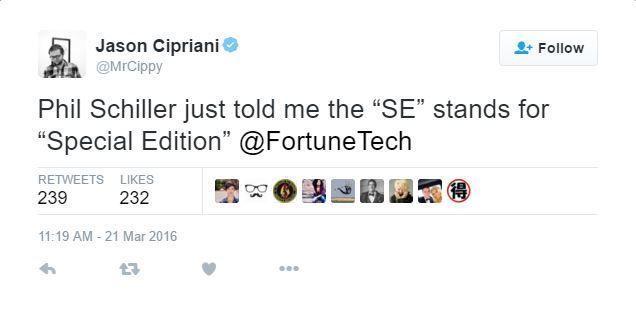 Jason Cipriani
@MrCippy
Follow
Phil Schiller just told me the “SE” stands for
“Special Edition” @FortuneTech
RETWEETS LIKES
239 232
得
11:19 AM - 21 Mar 2016